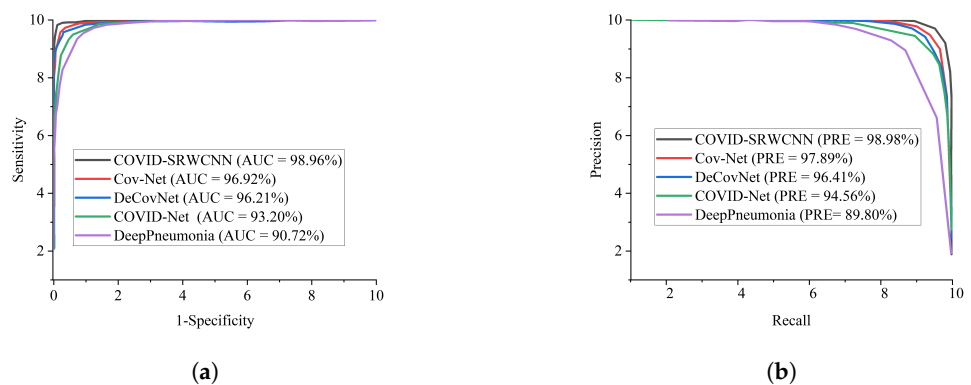 10
8
6
4
2
Sensitivity
COVID-SRWCNN (AUC = 98.96%)
Cov-Net (AUC = 96.92%)
DeCovNet (AUC = 96.21%)
COVID-Net (AUC = 93.20%)
DeepPneumonia (AUC = 90.72%)
0 2 4 6 8 10
1-Specificity
(a)
10
8
6
4
2
Precision
COVID-SRWCNN (PRE = 98.98%)
Cov-Net (PRE = 97.89%)
DeCovNet (PRE = 96.41%)
COVID-Net (PRE = 94.56%)
DeepPneumonia (PRE= 89.80%)
2 4 6 8 10
Recall
(b)